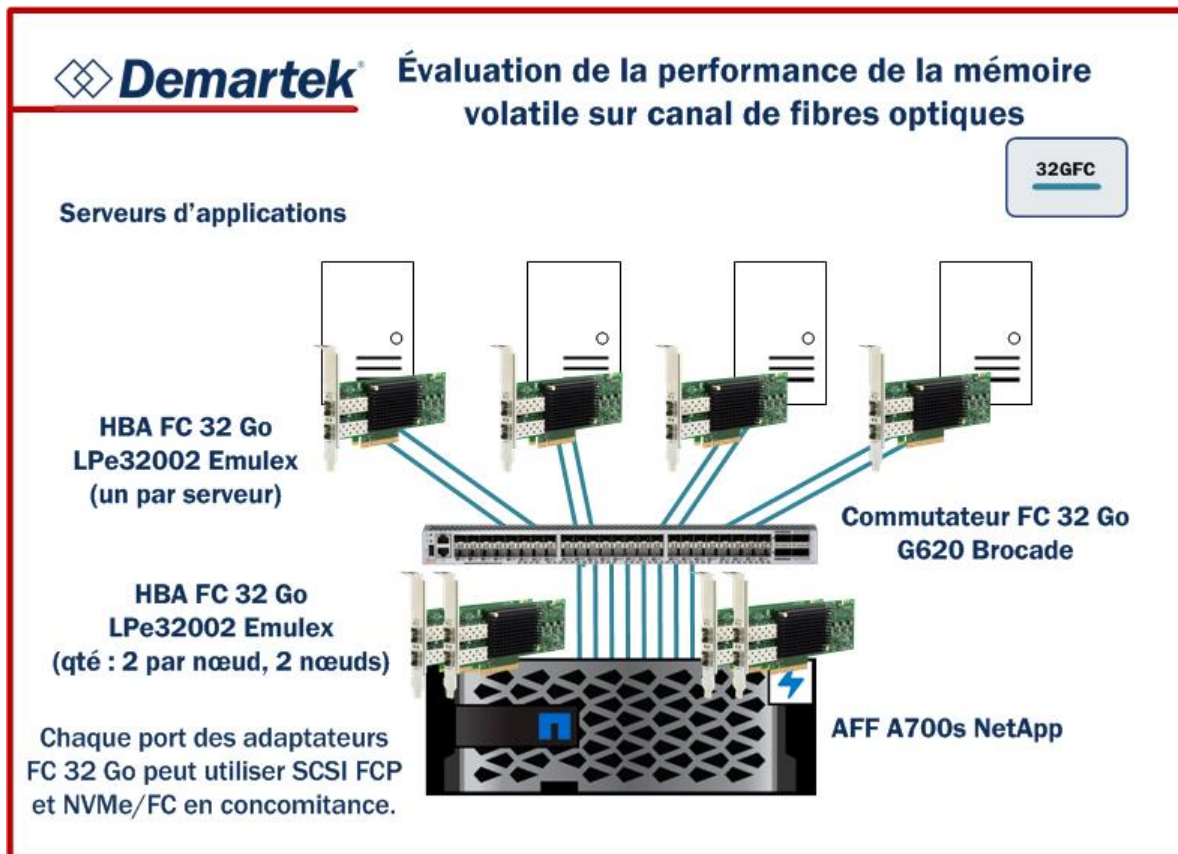 Demartek
Évaluation de la performance de la mémoire
volatile sur canal de fibres optiques
32GFC
Serveurs d’applications
HBA FC 32 Go
LPe32002 Emulex
(un par serveur)
Commutateur FC 32 Go
G620 Brocade
HBA FC 32 Go
LPe32002 Emulex
(qté : 2 par nœud, 2 nœuds)
AFF A700s NetApp
Chaque port des adaptateurs
FC 32 Go peut utiliser SCSI FCP
et NVMe/FC en concomitance.